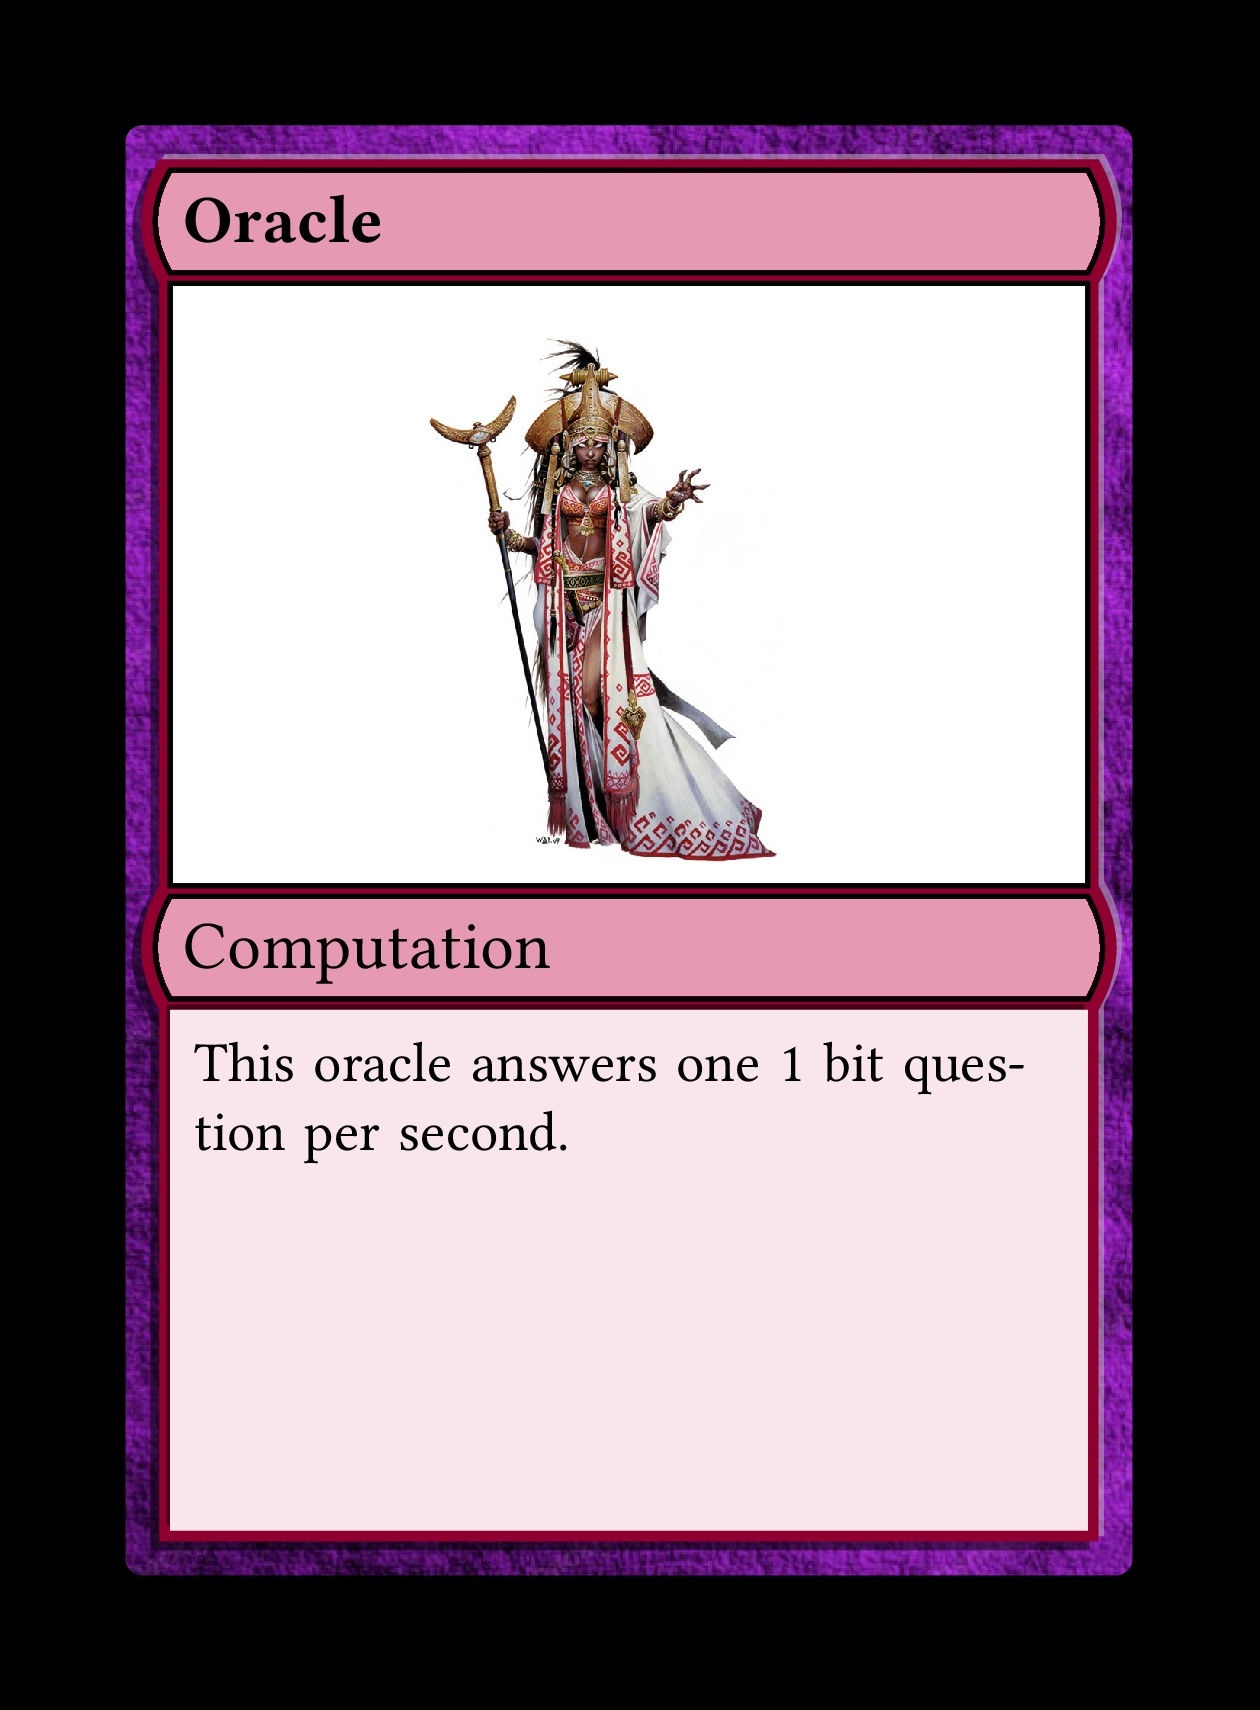 Oracle
Computation
This oracle answers one 1 bit ques-
tion per second.